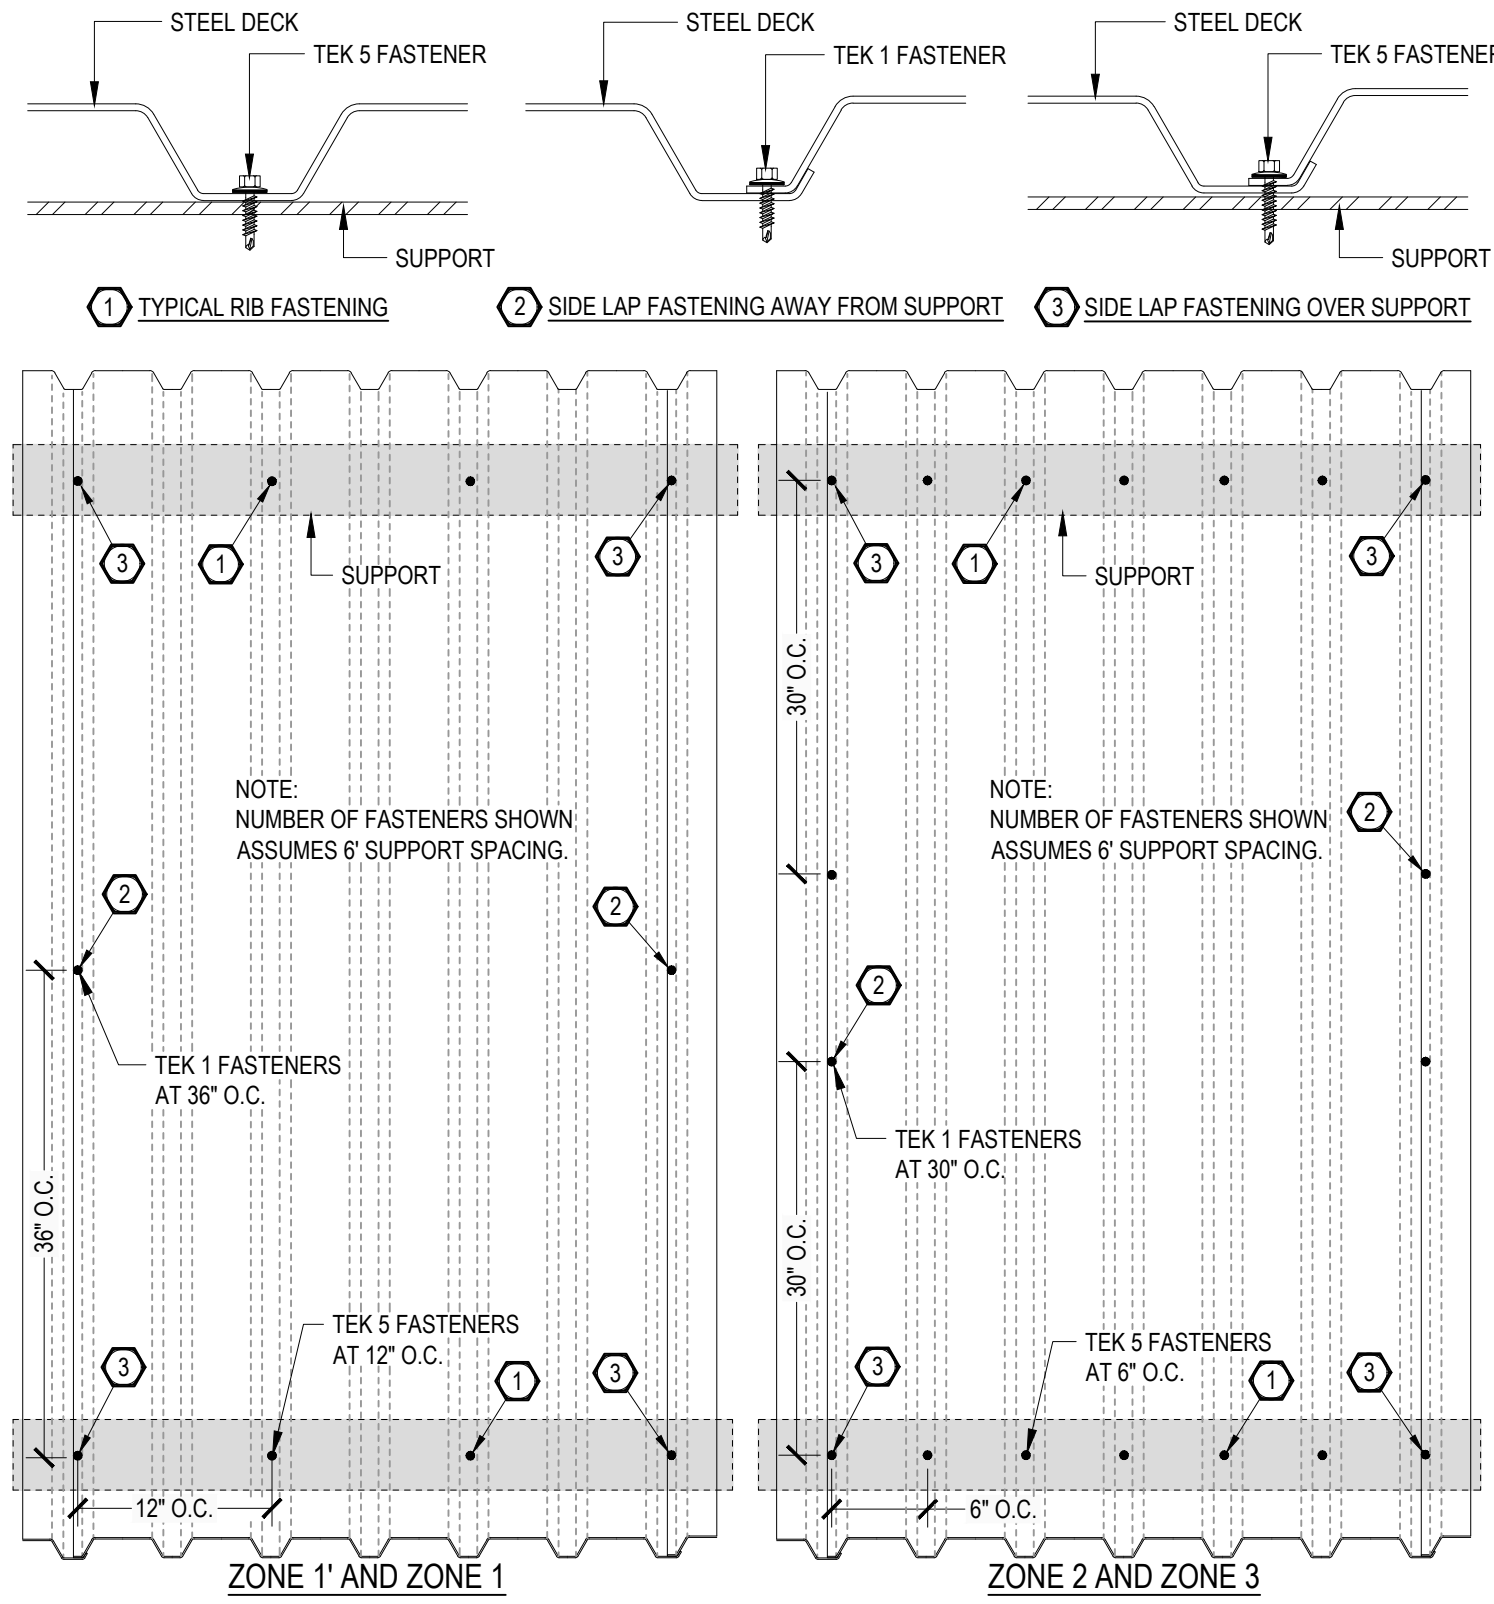 STEEL DECK
TEK 5 FASTENER
SUPPORT
1 TYPICAL RIB FASTENING
STEEL DECK
TEK 1 FASTENER
2 SIDE LAP FASTENING AWAY FROM SUPPORT
STEEL DECK
TEK 5 FASTENER
SUPPORT
3 SIDE LAP FASTENING OVER SUPPORT
3
1
SUPPORT
3
NOTE:
NUMBER OF FASTENERS SHOWN
ASSUMES 6' SUPPORT SPACING.
2
2
TEK 1 FASTENERS
AT 36" O.C.
36" O.C.
TEK 5 FASTENERS
AT 12" O.C.
3
1
3
12" O.C.
ZONE 1' AND ZONE 1
3
1
SUPPORT
3
30" O.C.
NOTE:
NUMBER OF FASTENERS SHOWN
ASSUMES 6' SUPPORT SPACING.
2
2
TEK 1 FASTENERS
AT 30" O.C.
30" O.C.
TEK 5 FASTENERS
AT 6" O.C.
3
1
3
6" O.C.
ZONE 2 AND ZONE 3